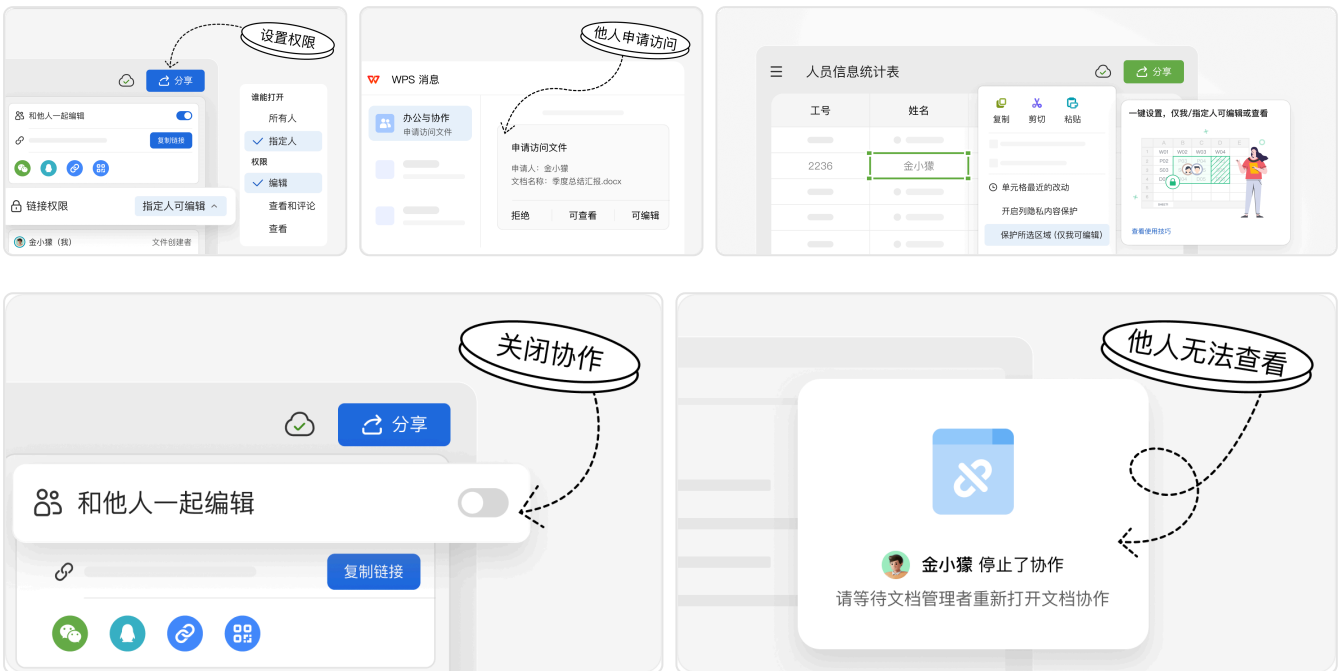 设置权限
分享
和他人一起编辑
复制链接
链接权限
指定人可编辑
金小獴（我）
文件创建者
谁能打开
所有人
指定人
权限
编辑
查看和评论
查看
他人申请访问
WPS 消息
办公与协作
申请访问文件
申请访问文件
申请人：金小獴
文档名称：季度总结汇报.docx
拒绝
可查看
可编辑
人员信息统计表
分享
工号
姓名
2236
金小獴
复制
剪切
粘贴
单元格最近的改动
开启列隐私内容保护
保护所选区域 (仅我可编辑)
一键设置，仅我/指定人可编辑或查看
A B C D E
W01 W02 W03 W04
查看使用技巧
关闭协作
分享
和他人一起编辑
复制链接
他人无法查看
金小獴 停止了协作
请等待文档管理者重新打开文档协作